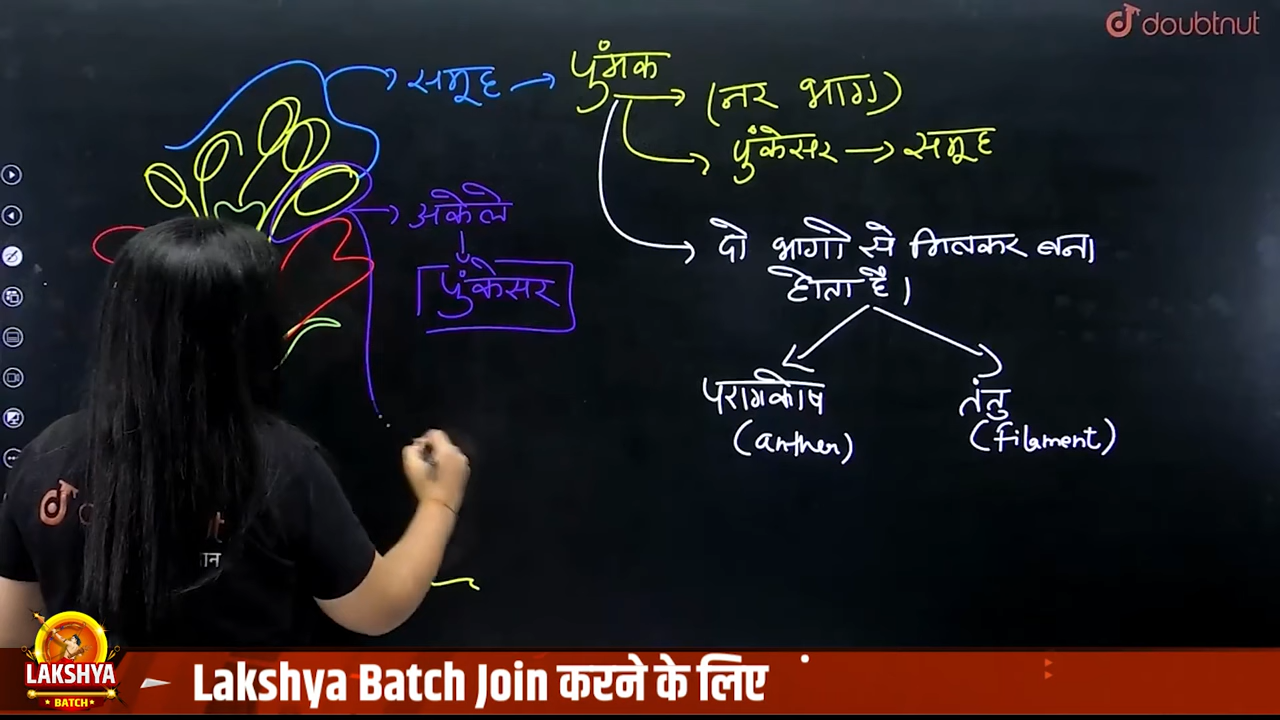 doubtnut
समूह → पुंमक
→ (नर भाग)
→ पुंकेसर → समूह
→ अकेले
पुंकेसर
→ दो भागो से मिलकर बना
होता है।
परागकोष
(anther)
तंतु
(filament)
ान
LAKSHYA
BATCH
Lakshya Batch Join करने के लिए